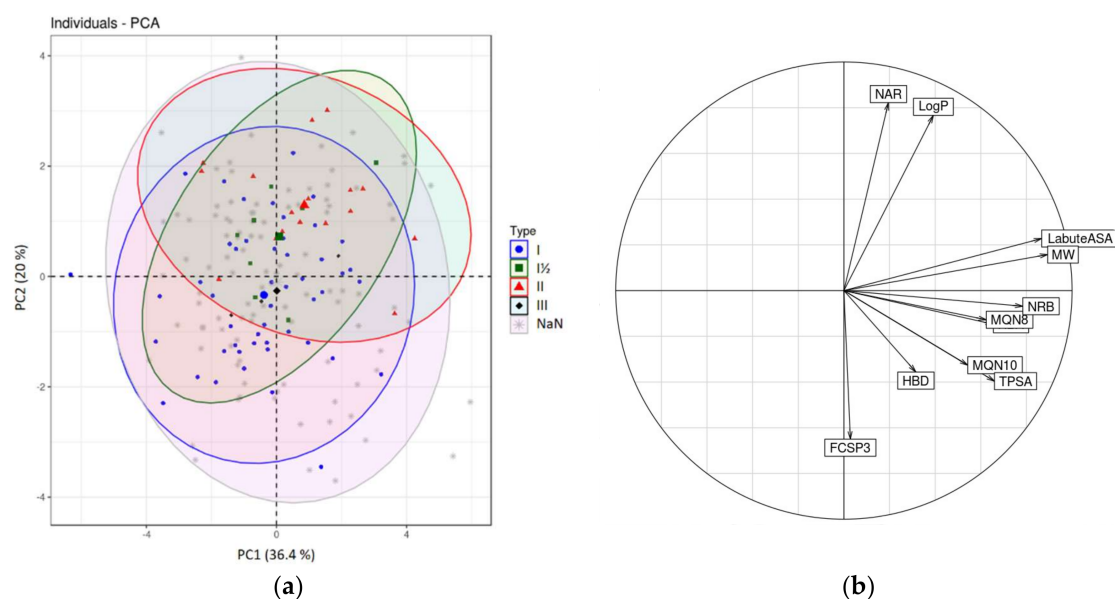 Individuals - PCA
4
2
0
-2
-4
PC2 (20 %)
-4
0
4
PC1 (36.4 %)
Type
I
I½
II
III
NaN
(a)
NAR
LogP
LabuteASA
MW
NRB
MQN8
MQN10
HBD
TPSA
FCSP3
(b)